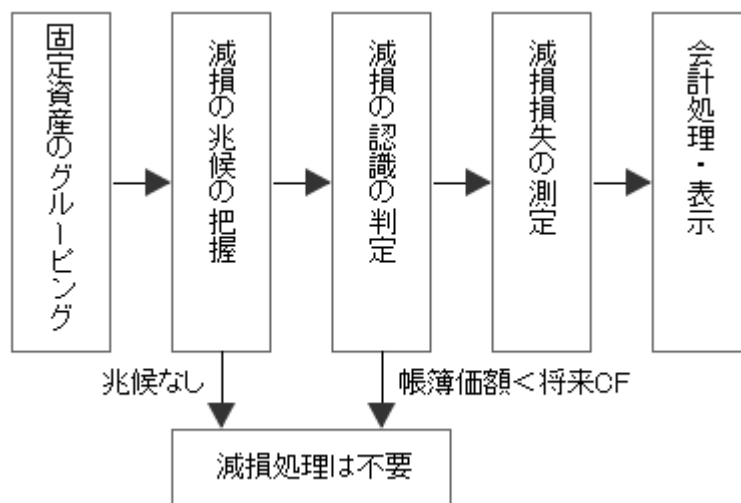 固定資産のグルーピング
減損の兆候の把握
減損の認識の判定
減損損失の測定
会計処理・表示
兆候なし
帳簿価額＜将来CF
減損処理は不要